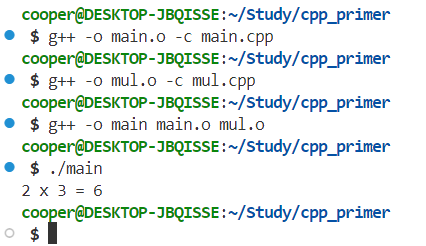 cooper@DESKTOP-JBQISSE:~/Study/cpp_primer
$ g++ -o main.o -c main.cpp
cooper@DESKTOP-JBQISSE:~/Study/cpp_primer
$ g++ -o mul.o -c mul.cpp
cooper@DESKTOP-JBQISSE:~/Study/cpp_primer
$ g++ -o main main.o mul.o
cooper@DESKTOP-JBQISSE:~/Study/cpp_primer
$ ./main
2 x 3 = 6
cooper@DESKTOP-JBQISSE:~/Study/cpp_primer
$